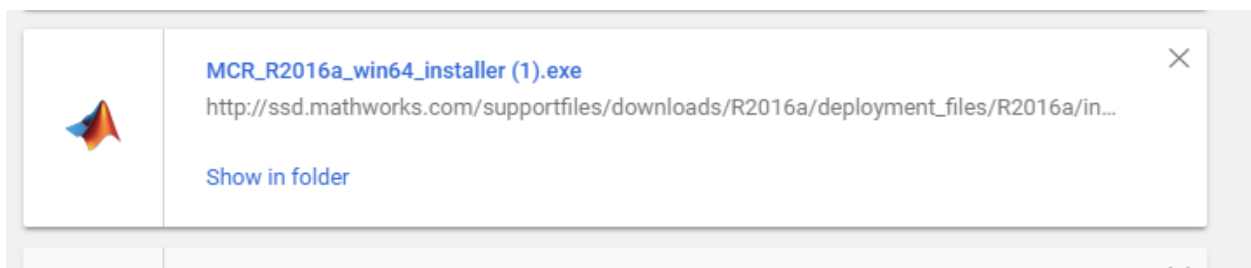 MCR_R2016a_win64_installer (1).exe
http://ssd.mathworks.com/supportfiles/downloads/R2016a/deployment_files/R2016a/in…
Show in folder